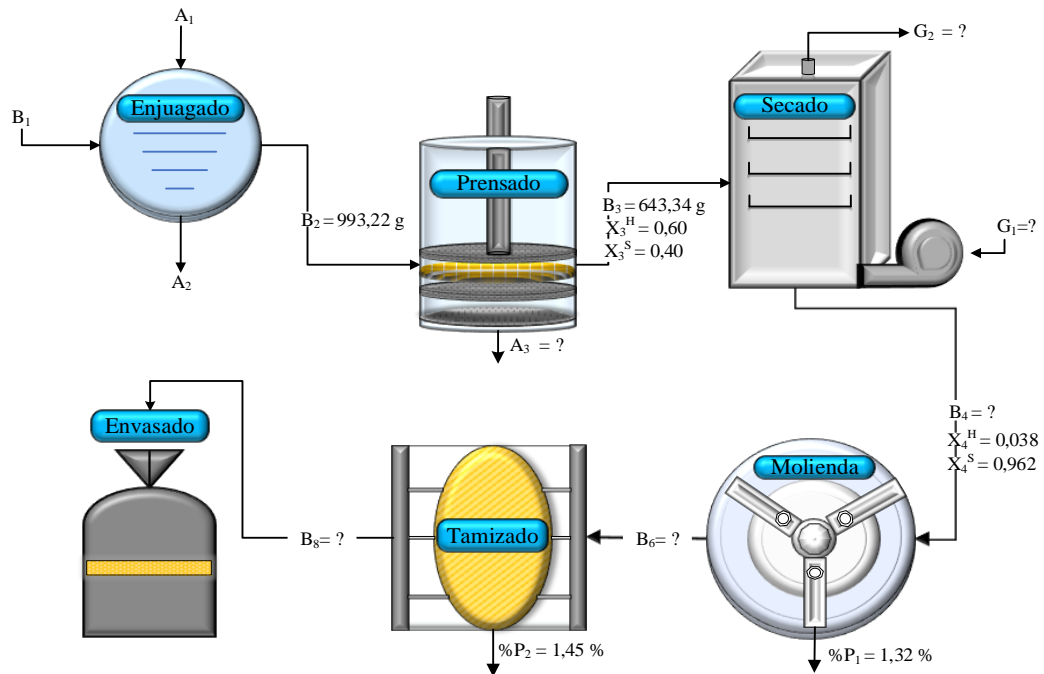 A₁
G₂ = ?
Enjuagado
Secado
B₁
Prensado
B₂ = 993,22 g
B₃ = 643,34 g
X₃ᴴ = 0,60
X₃ˢ = 0,40
G₁=?
A₂
A₃ = ?
B₄ = ?
X₄ᴴ = 0,038
X₄ˢ = 0,962
Envasado
Molienda
Tamizado
B₈= ?
B₆= ?
%P₂ = 1,45 %
%P₁ = 1,32 %